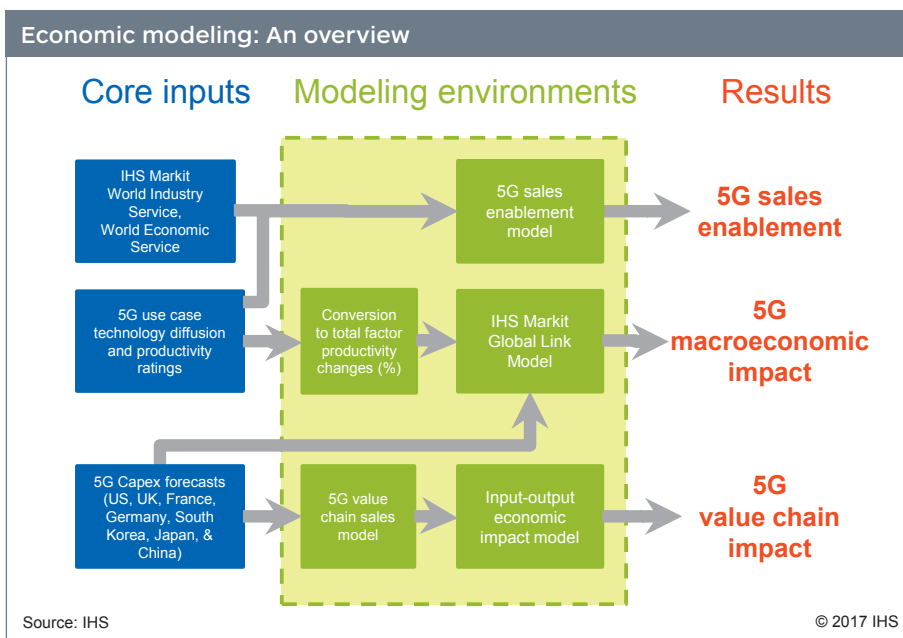 Economic modeling: An overview
Core inputs
Modeling environments
Results
IHS Markit
World Industry
Service,
World Economic
Service
5G sales
enablement
model
5G sales
enablement
5G use case
technology diffusion
and productivity
ratings
Conversion
to total factor
productivity
changes (%)
IHS Markit
Global Link
Model
5G
macroeconomic
impact
5G Capex forecasts
(US, UK, France,
Germany, South
Korea, Japan, &
China)
5G value
chain sales
model
Input-output
economic
impact model
5G
value chain
impact
Source: IHS
© 2017 IHS